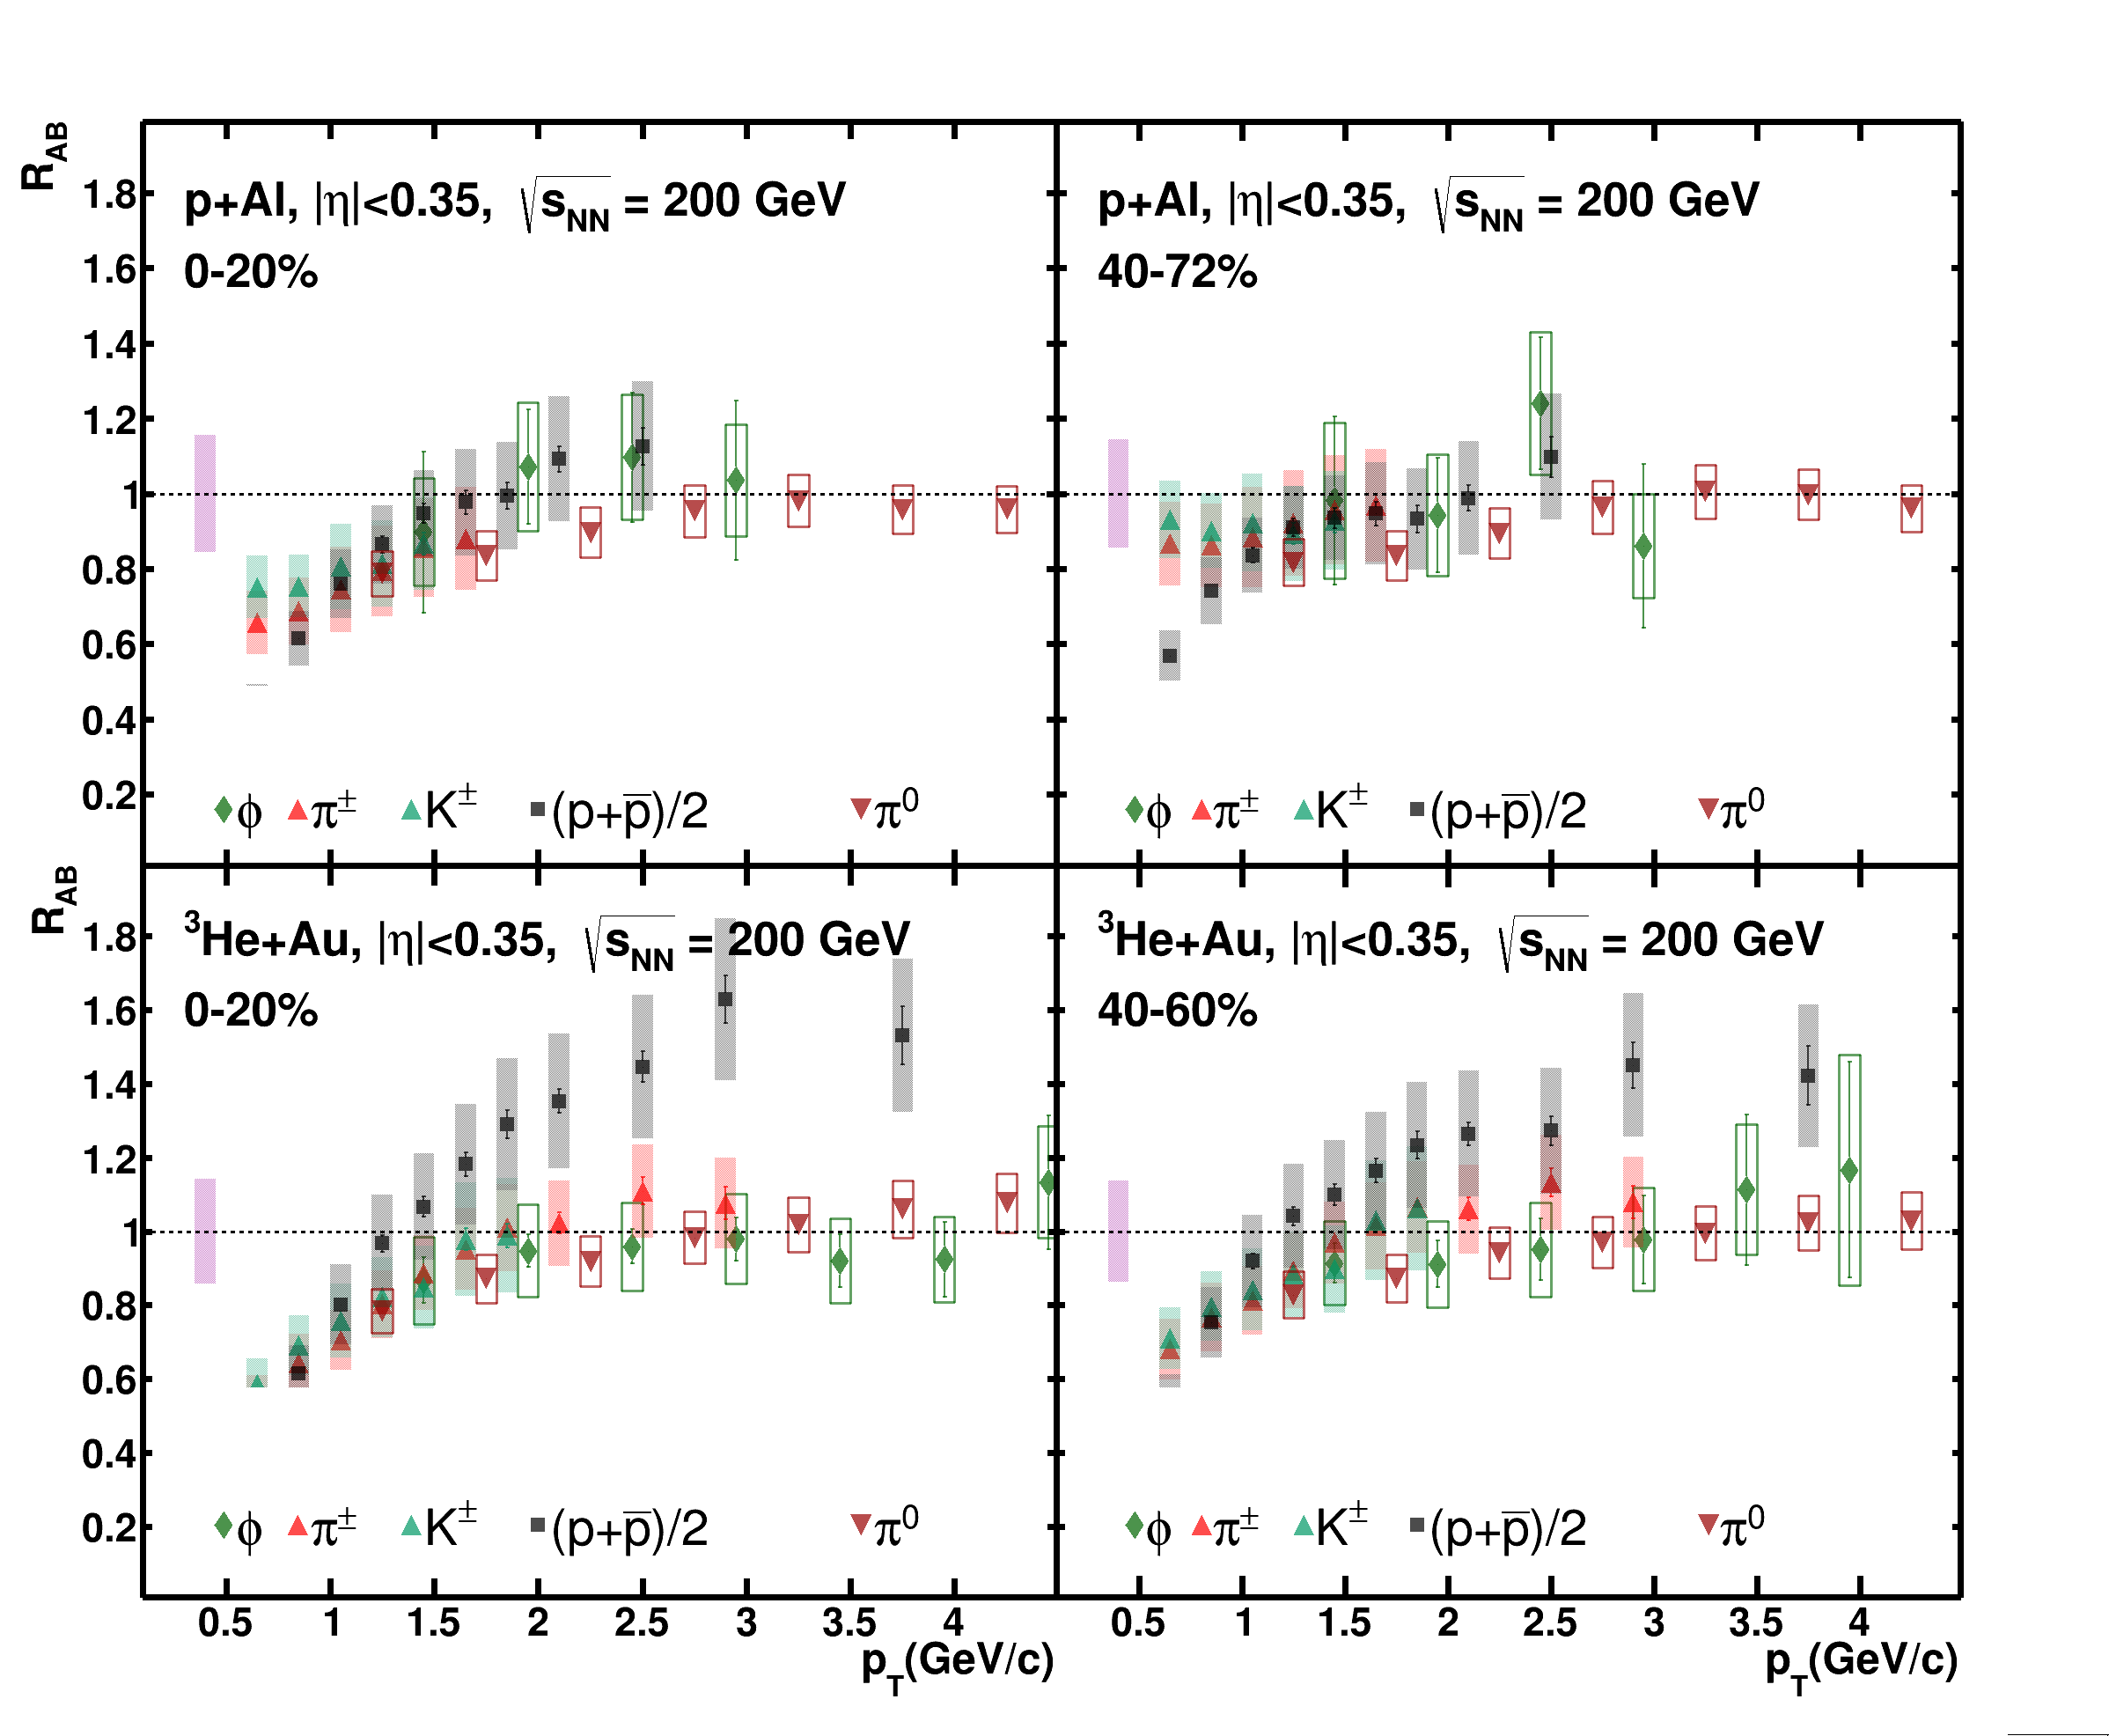 R_AB
p+Al, |η|<0.35, √s_NN = 200 GeV
0-20%
1.8
1.6
1.4
1.2
1
0.8
0.6
0.4
0.2
ϕ π^± K^± (p+p̅)/2 π^0
p+Al, |η|<0.35, √s_NN = 200 GeV
40-72%
ϕ π^± K^± (p+p̅)/2 π^0
R_AB
^3He+Au, |η|<0.35, √s_NN = 200 GeV
0-20%
1.8
1.6
1.4
1.2
1
0.8
0.6
0.4
0.2
ϕ π^± K^± (p+p̅)/2 π^0
0.5 1 1.5 2 2.5 3 3.5 4
p_T(GeV/c)
^3He+Au, |η|<0.35, √s_NN = 200 GeV
40-60%
ϕ π^± K^± (p+p̅)/2 π^0
0.5 1 1.5 2 2.5 3 3.5 4
p_T(GeV/c)